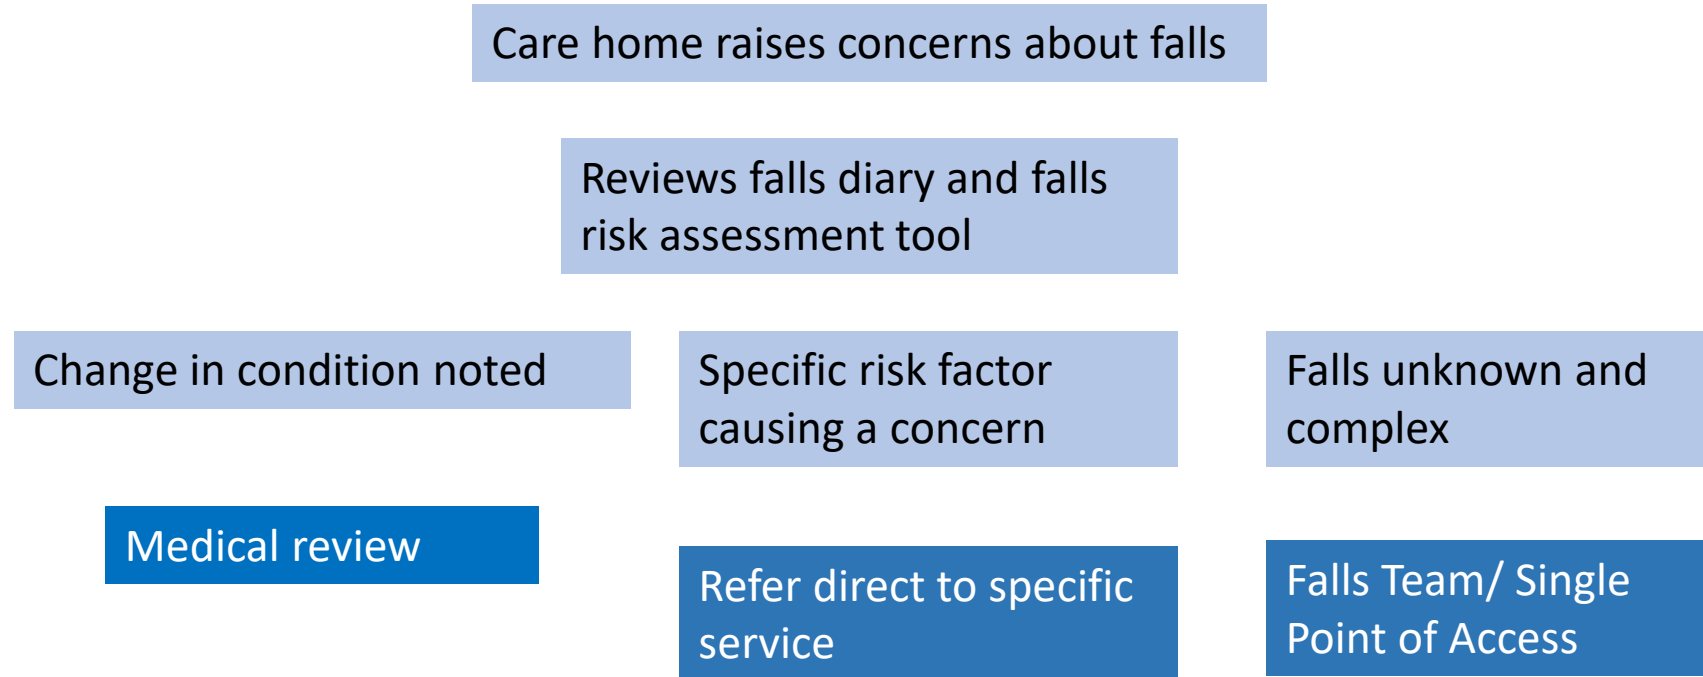 Care home raises concerns about falls
Reviews falls diary and falls
risk assessment tool
Change in condition noted
Specific risk factor
causing a concern
Falls unknown and
complex
Medical review
Refer direct to specific
service
Falls Team/ Single
Point of Access